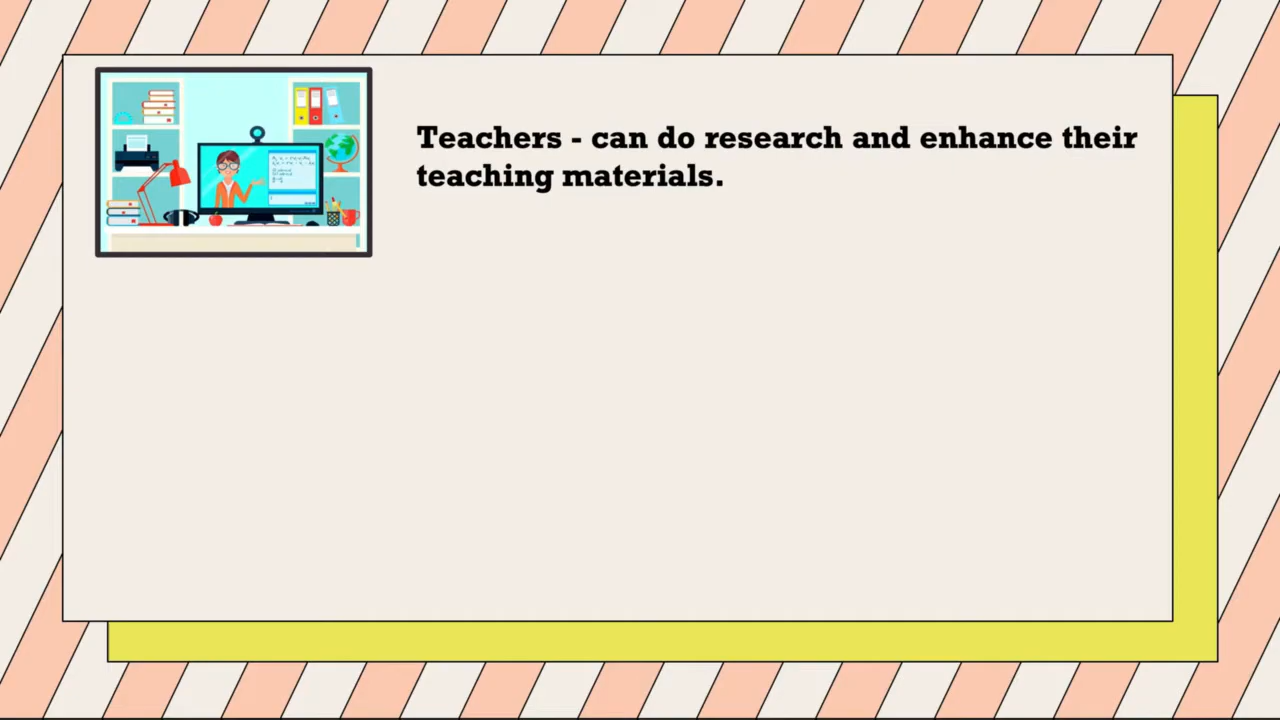 Teachers - can do research and enhance their
teaching materials.